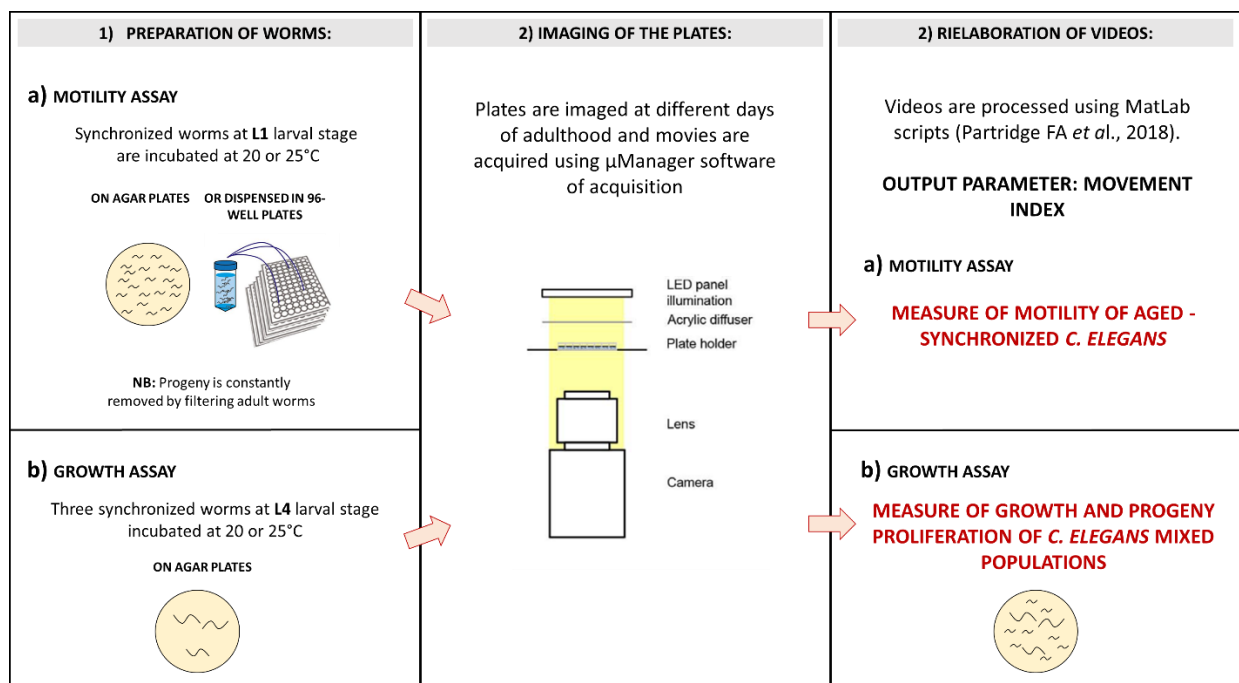 1) PREPARATION OF WORMS:
a) MOTILITY ASSAY
Synchronized worms at L1 larval stage
are incubated at 20 or 25°C
ON AGAR PLATES
OR DISPENSED IN 96-
WELL PLATES
NB: Progeny is constantly
removed by filtering adult worms
b) GROWTH ASSAY
Three synchronized worms at L4 larval stage
incubated at 20 or 25°C
ON AGAR PLATES
2) IMAGING OF THE PLATES:
Plates are imaged at different days
of adulthood and movies are
acquired using µManager software
of acquisition
LED panel
illumination
Acrylic diffuser
Plate holder
Lens
Camera
2) RIELABORATION OF VIDEOS:
Videos are processed using MatLab
scripts (Partridge FA et al., 2018).
OUTPUT PARAMETER: MOVEMENT
INDEX
a) MOTILITY ASSAY
MEASURE OF MOTILITY OF AGED -
SYNCHRONIZED C. ELEGANS
b) GROWTH ASSAY
MEASURE OF GROWTH AND PROGENY
PROLIFERATION OF C. ELEGANS MIXED
POPULATIONS